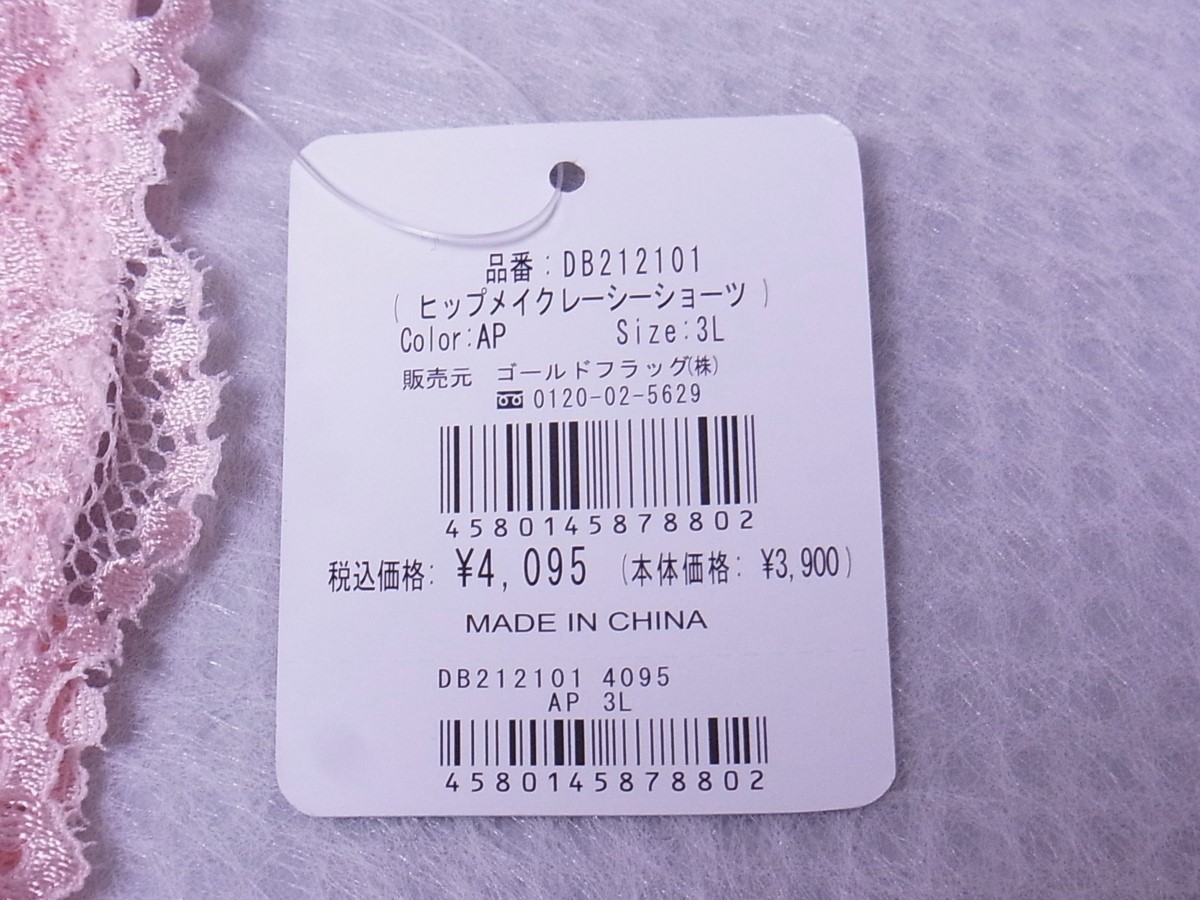 品番:DB212101
( ヒップメイクレーシーショーツ )
Color:AP Size:3L
販売元 ゴールドフラッグ(株)
0120-02-5629
4580145878802
税込価格: ¥4,095 (本体価格: ¥3,900)
MADE IN CHINA
DB212101 4095
AP 3L
4580145878802